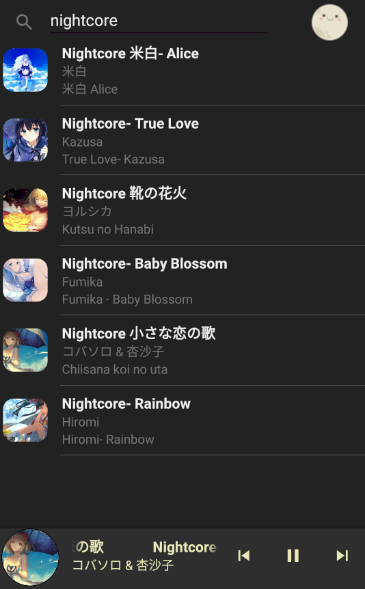 nightcore
Nightcore 米白- Alice
米白
米白 Alice
Nightcore- True Love
Kazusa
True Love- Kazusa
Nightcore 靴の花火
ヨルシカ
Kutsu no Hanabi
Nightcore- Baby Blossom
Fumika
Fumika - Baby Blossom
Nightcore 小さな恋の歌
コバソロ & 杏沙子
Chiisana koi no uta
Nightcore- Rainbow
Hiromi
Hiromi- Rainbow
の歌 Nightcore
コバソロ & 杏沙子